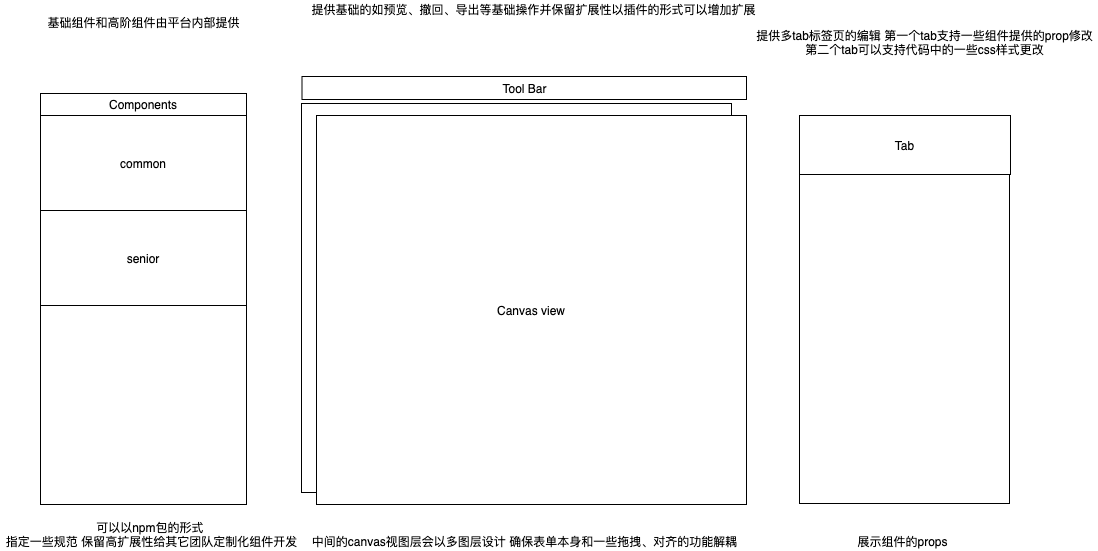 基础组件和高阶组件由平台内部提供
提供基础的如预览、撤回、导出等基础操作并保留扩展性以插件的形式可以增加扩展
提供多tab标签页的编辑 第一个tab支持一些组件提供的prop修改
第二个tab可以支持代码中的一些css样式更改
Components
common
senior
Tool Bar
Canvas view
Tab
可以以npm包的形式
指定一些规范 保留高扩展性给其它团队定制化组件开发
中间的canvas视图层会以多图层设计 确保表单本身和一些拖拽、对齐的功能解耦
展示组件的props